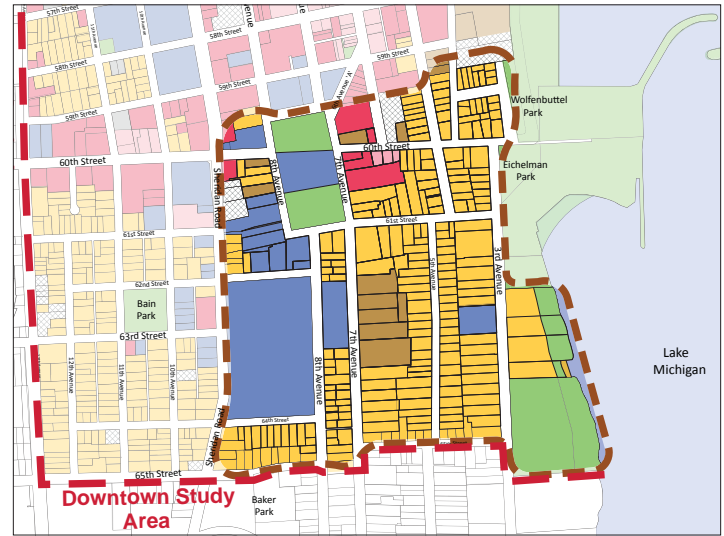 57th Street
58th Street
59th Street
58th Street
59th Street
59th Street
venue 'A'
Wolfenbuttel
Park
60th Street
60th Street
Eichelman
Park
Sheridan Road
8th Avenue
7th Avenue
61st Street
61st Street
5th Avenue
3rd Avenue
62nd Street
Bain
Park
63rd Street
12th Avenue
11th Avenue
10th Avenue
8th Avenue
7th Avenue
Lake
Michigan
64th Street
Sheridan Road
65th Street
Downtown Study
Area
Baker
Park